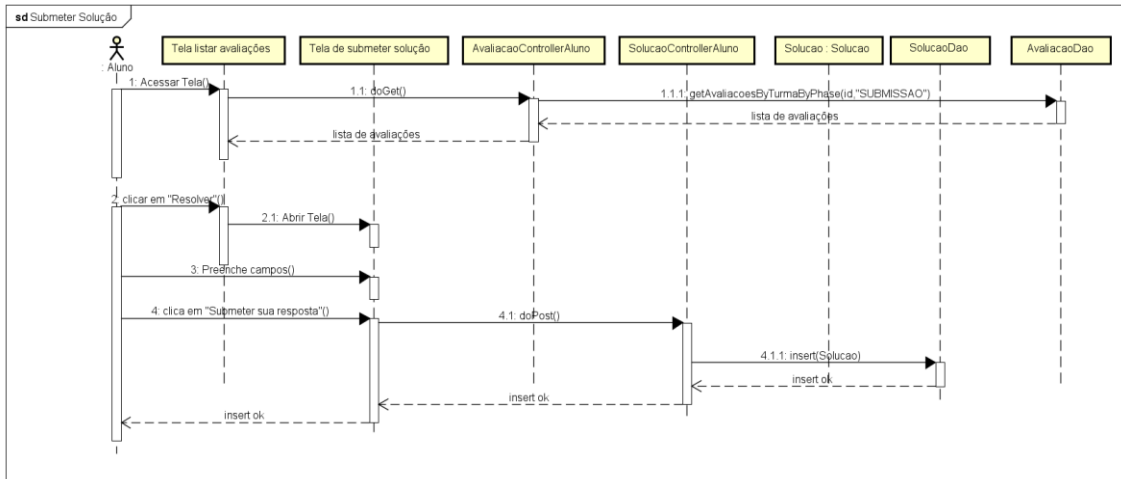 sd Submeter Solução
: Aluno
Tela listar avaliações
Tela de submeter solução
AvaliacaoControllerAluno
SolucaoControllerAluno
Solucao : Solucao
SolucaoDao
AvaliacaoDao
1: Acessar Tela()
1.1: doGet()
1.1.1: getAvaliacoesByTurmaByPhase(id,"SUBMISSAO")
lista de avaliações
lista de avaliações
2: clicar em "Resolver"()
2.1: Abrir Tela()
3: Preenche campos()
4: clica em "Submeter sua resposta"()
4.1: doPost()
4.1.1: insert(Solucao)
insert ok
insert ok
insert ok